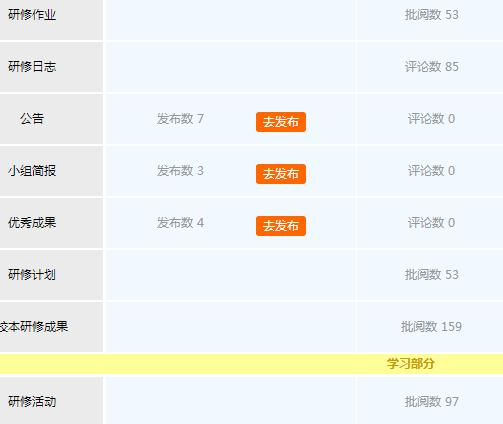 研修作业 批阅数 53
研修日志 评论数 85
公告 发布数 7 去发布 评论数 0
小组简报 发布数 3 去发布 评论数 0
优秀成果 发布数 4 去发布 评论数 0
研修计划 批阅数 53
校本研修成果 批阅数 159
学习部分
研修活动 批阅数 97